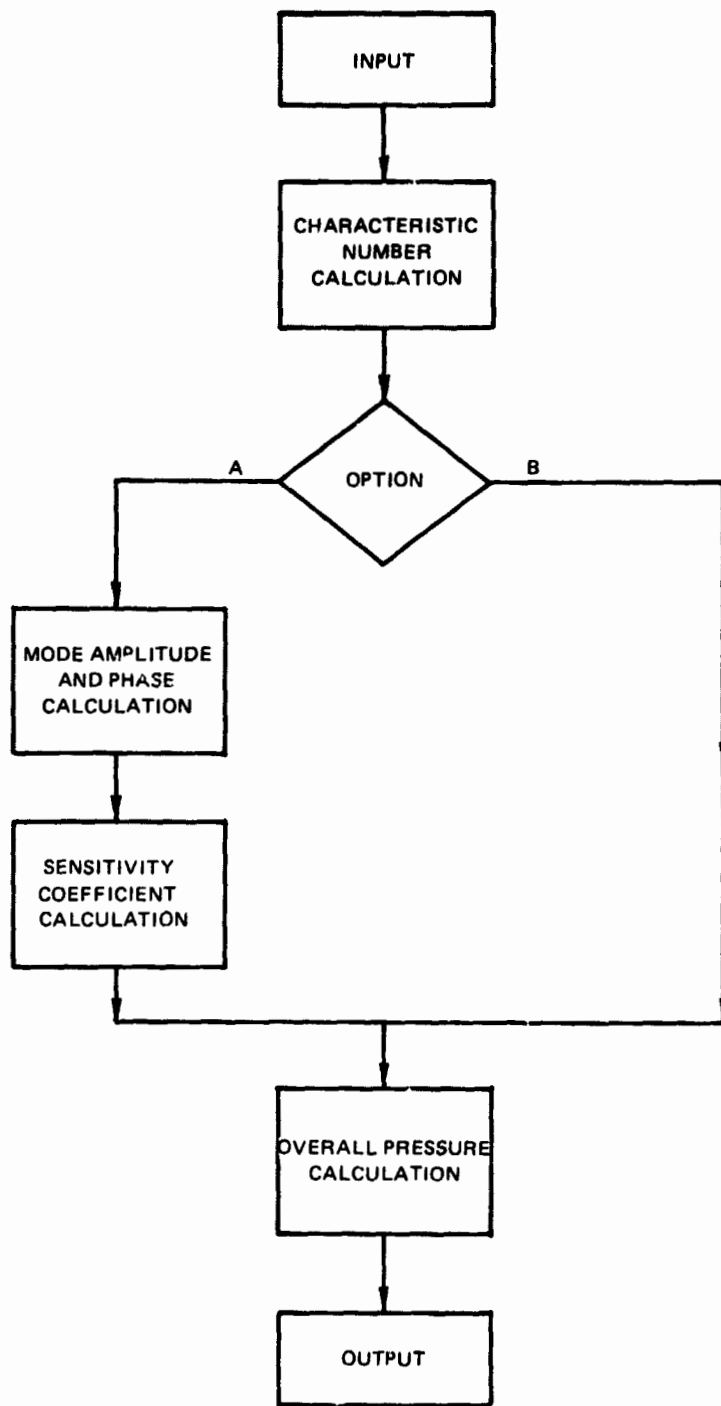 INPUT
CHARACTERISTIC
NUMBER
CALCULATION
A
OPTION
B
MODE AMPLITUDE
AND PHASE
CALCULATION
SENSITIVITY
COEFFICIENT
CALCULATION
OVERALL PRESSURE
CALCULATION
OUTPUT